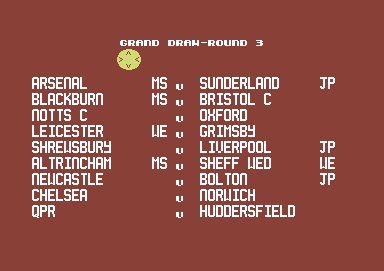 GRAND DRAW-ROUND 3
ARSENAL MS v SUNDERLAND JP
BLACKBURN MS v BRISTOL C
NOTTS C v OXFORD
LEICESTER WE v GRIMSBY
SHREWSBURY v LIVERPOOL JP
ALTRINCHAM MS v SHEFF WED WE
NEWCASTLE v BOLTON JP
CHELSEA v NORWICH
QPR v HUDDERSFIELD